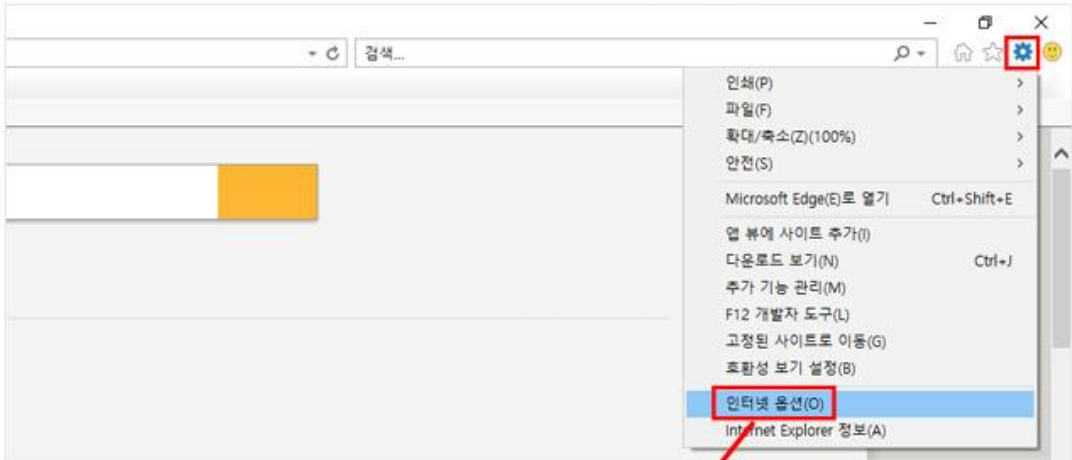 검색...
인쇄(P)
파일(F)
확대/축소(Z)(100%)
안전(S)
Microsoft Edge(E)로 열기 Ctrl+Shift+E
앱 뷰에 사이트 추가(I)
다운로드 보기(N) Ctrl+J
추가 기능 관리(M)
F12 개발자 도구(L)
고정된 사이트로 이동(G)
호환성 보기 설정(B)
인터넷 옵션(O)
Internet Explorer 정보(A)